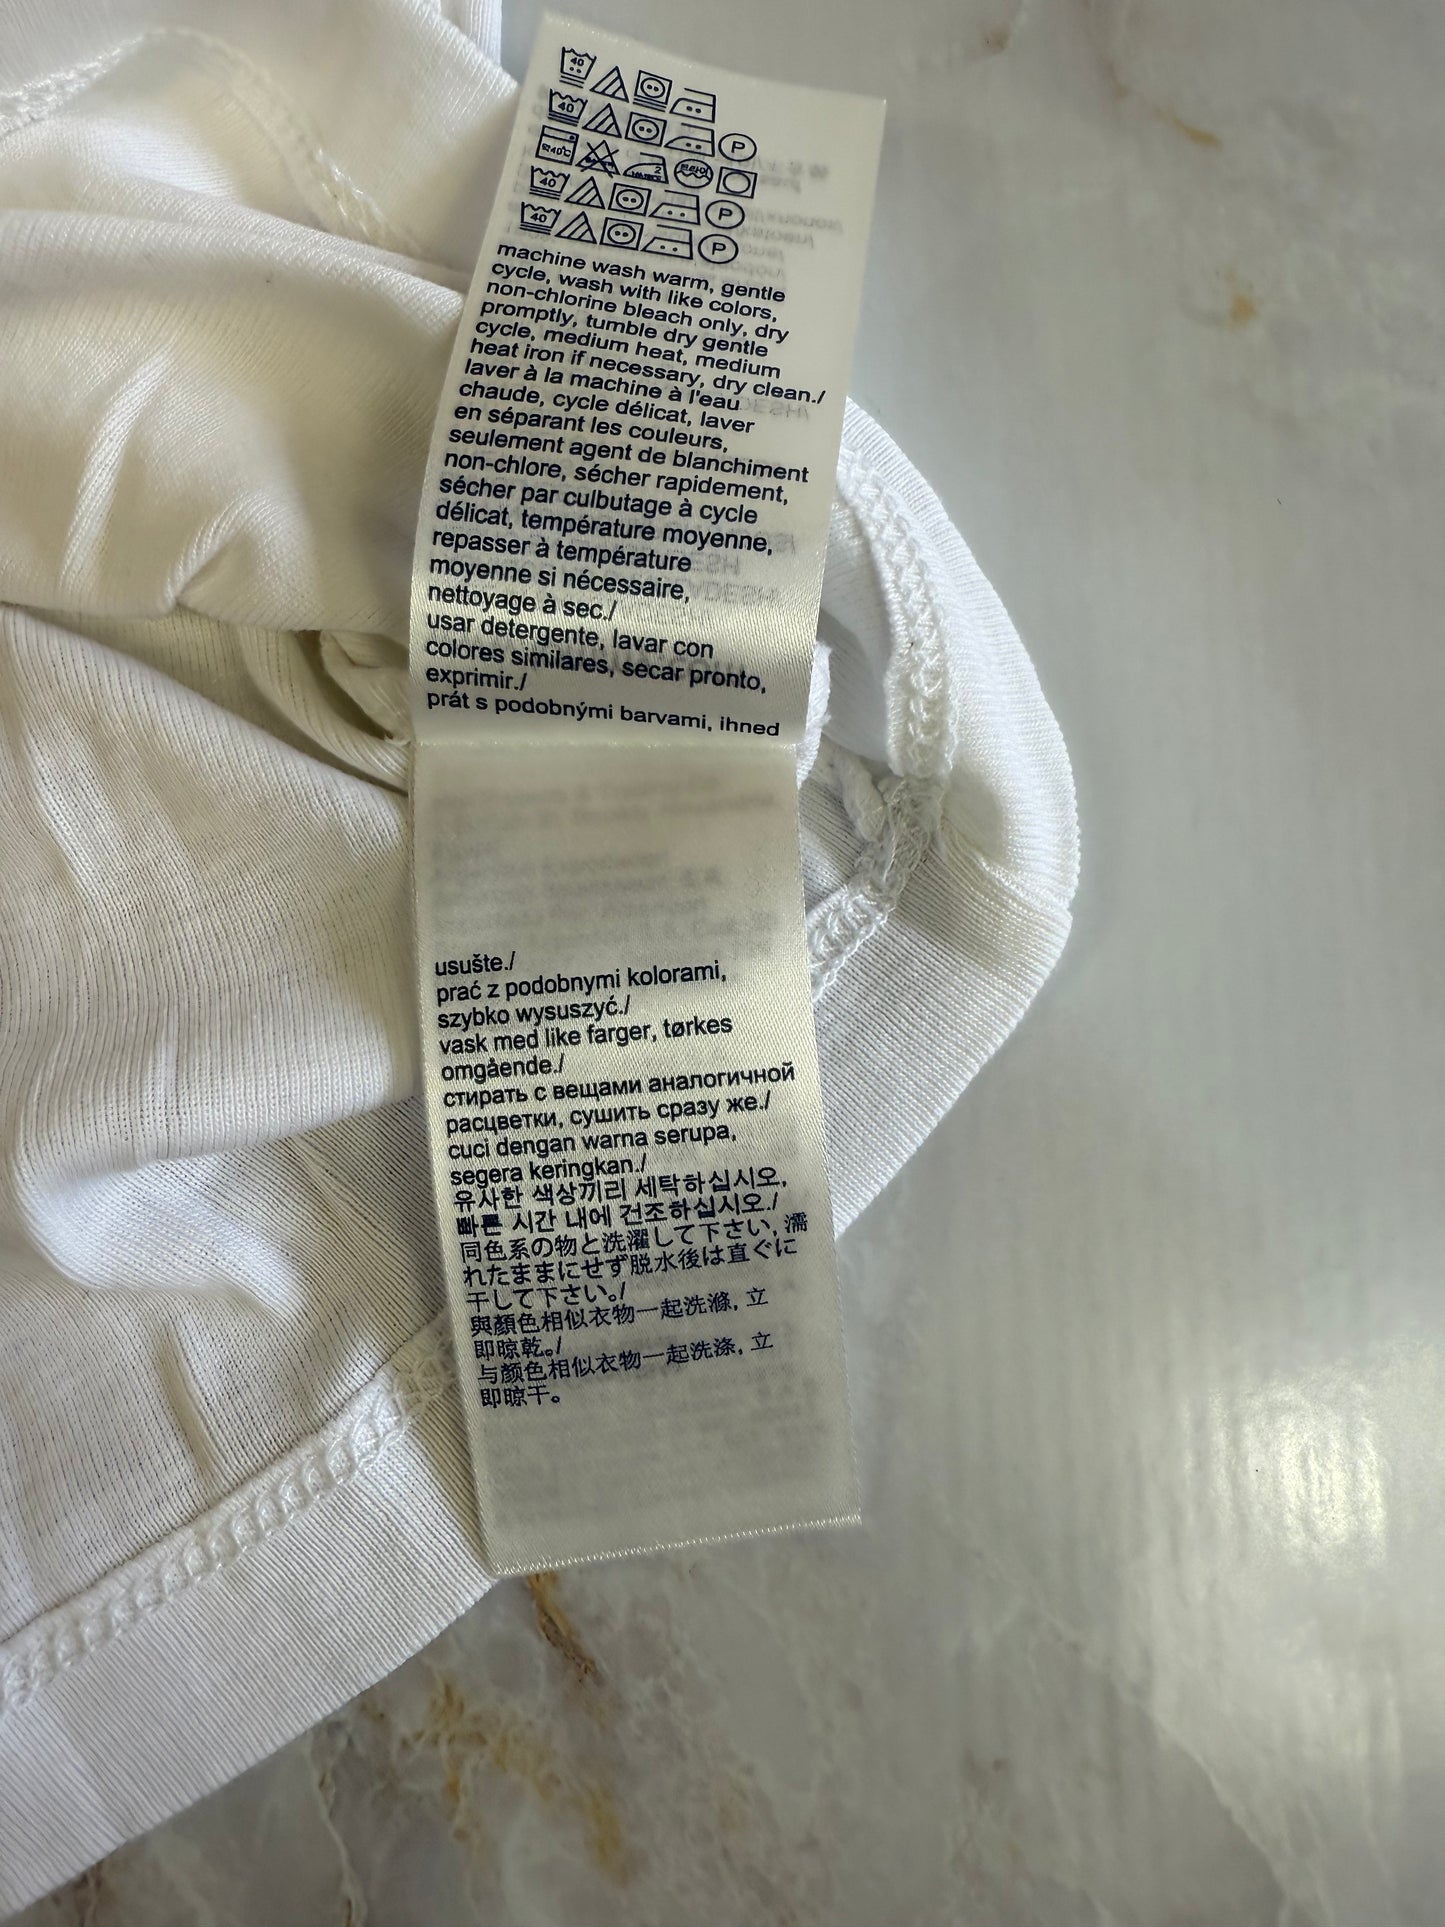 40
40 P
40℃ 2 드라이
40 P
40 P
machine wash warm, gentle
cycle, wash with like colors,
non-chlorine bleach only, dry
promptly, tumble dry gentle
cycle, medium heat, medium
heat iron if necessary, dry clean./
laver à la machine à l'eau
chaude, cycle délicat, laver
en séparant les couleurs,
seulement agent de blanchiment
non-chlore, sécher rapidement,
sécher par culbutage à cycle
délicat, température moyenne,
repasser à température
moyenne si nécessaire,
nettoyage à sec./
usar detergente, lavar con
colores similares, secar pronto,
exprimir./
prát s podobnými barvami, ihned
usušte./
prać z podobnymi kolorami,
szybko wysuszyć./
vask med like farger, tørkes
omgående./
стирать с вещами аналогичной
расцветки, сушить сразу же./
cuci dengan warna serupa,
segera keringkan./
유사한 색상끼리 세탁하십시오,
빠른 시간 내에 건조하십시오./
同色系の物と洗濯して下さい, 濡
れたままにせず脱水後は直ぐに
干して下さい。/
與顏色相似衣物一起洗滌, 立
即晾乾。/
与颜色相似衣物一起洗涤, 立
即晾干。